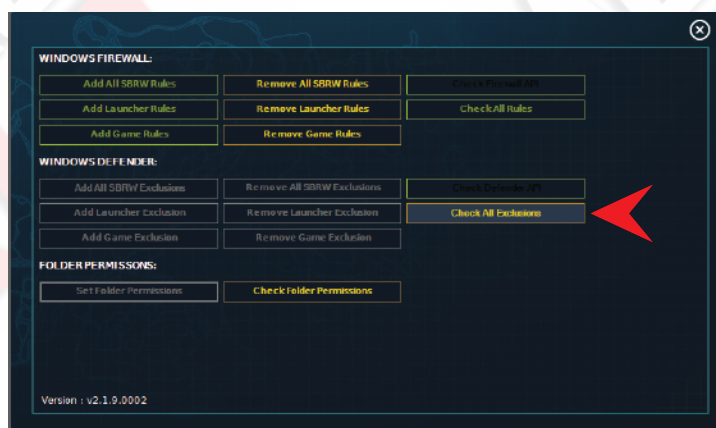 WINDOWS FIREWALL:
Add All SBRW Rules Remove All SBRW Rules Check Firewall API
Add Launcher Rules Remove Launcher Rules Check All Rules
Add Game Rules Remove Game Rules
WINDOWS DEFENDER:
Add All SBRW Exclusions Remove All SBRW Exclusions Check Defender API
Add Launcher Exclusion Remove Launcher Exclusion Check All Exclusions
Add Game Exclusion Remove Game Exclusion
FOLDER PERMISSONS:
Set Folder Permissions Check Folder Permissions
Version : v2.1.9.0002